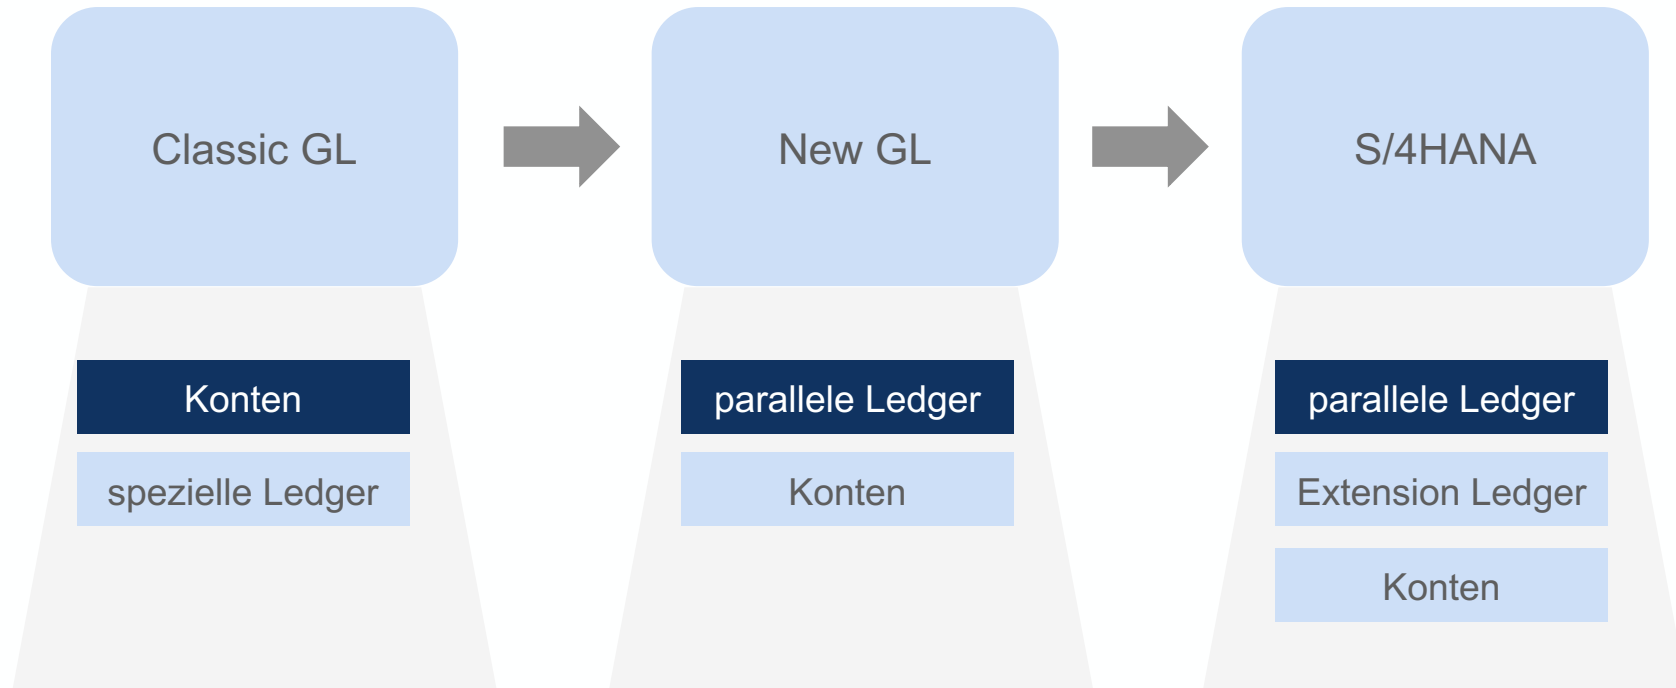 Classic GL
New GL
S/4HANA
Konten
spezielle Ledger
parallele Ledger
Konten
parallele Ledger
Extension Ledger
Konten